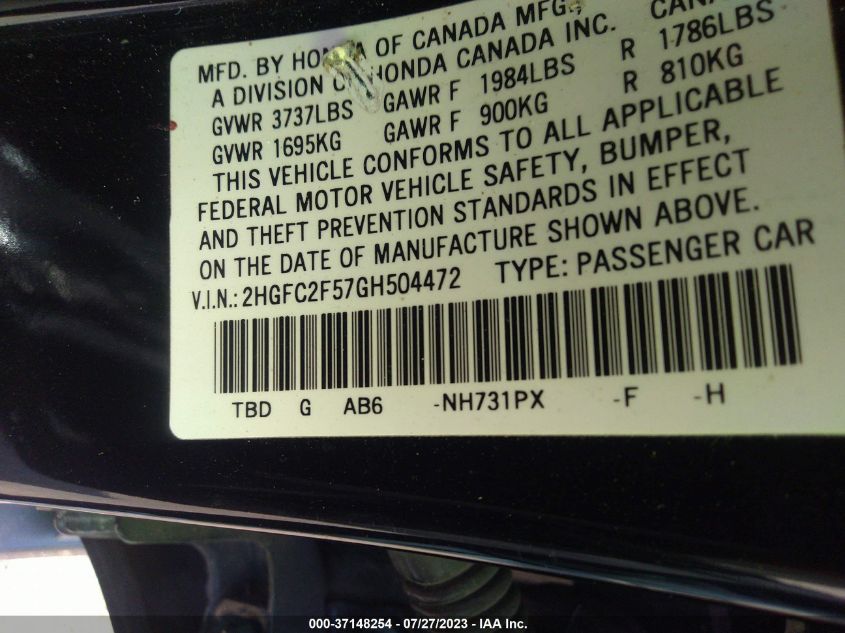 MFD. BY HONDA OF CANADA MFG.,
A DIVISION OF HONDA CANADA INC. CANA
GVWR 3737LBS GAWR F 1984LBS R 1786LBS
GVWR 1695KG GAWR F 900KG R 810KG
THIS VEHICLE CONFORMS TO ALL APPLICABLE
FEDERAL MOTOR VEHICLE SAFETY, BUMPER,
AND THEFT PREVENTION STANDARDS IN EFFECT
ON THE DATE OF MANUFACTURE SHOWN ABOVE.
V.I.N.: 2HGFC2F57GH504472 TYPE: PASSENGER CAR
TBD G AB6 -NH731PX -F -H
000-37148254 - 07/27/2023 - IAA Inc.